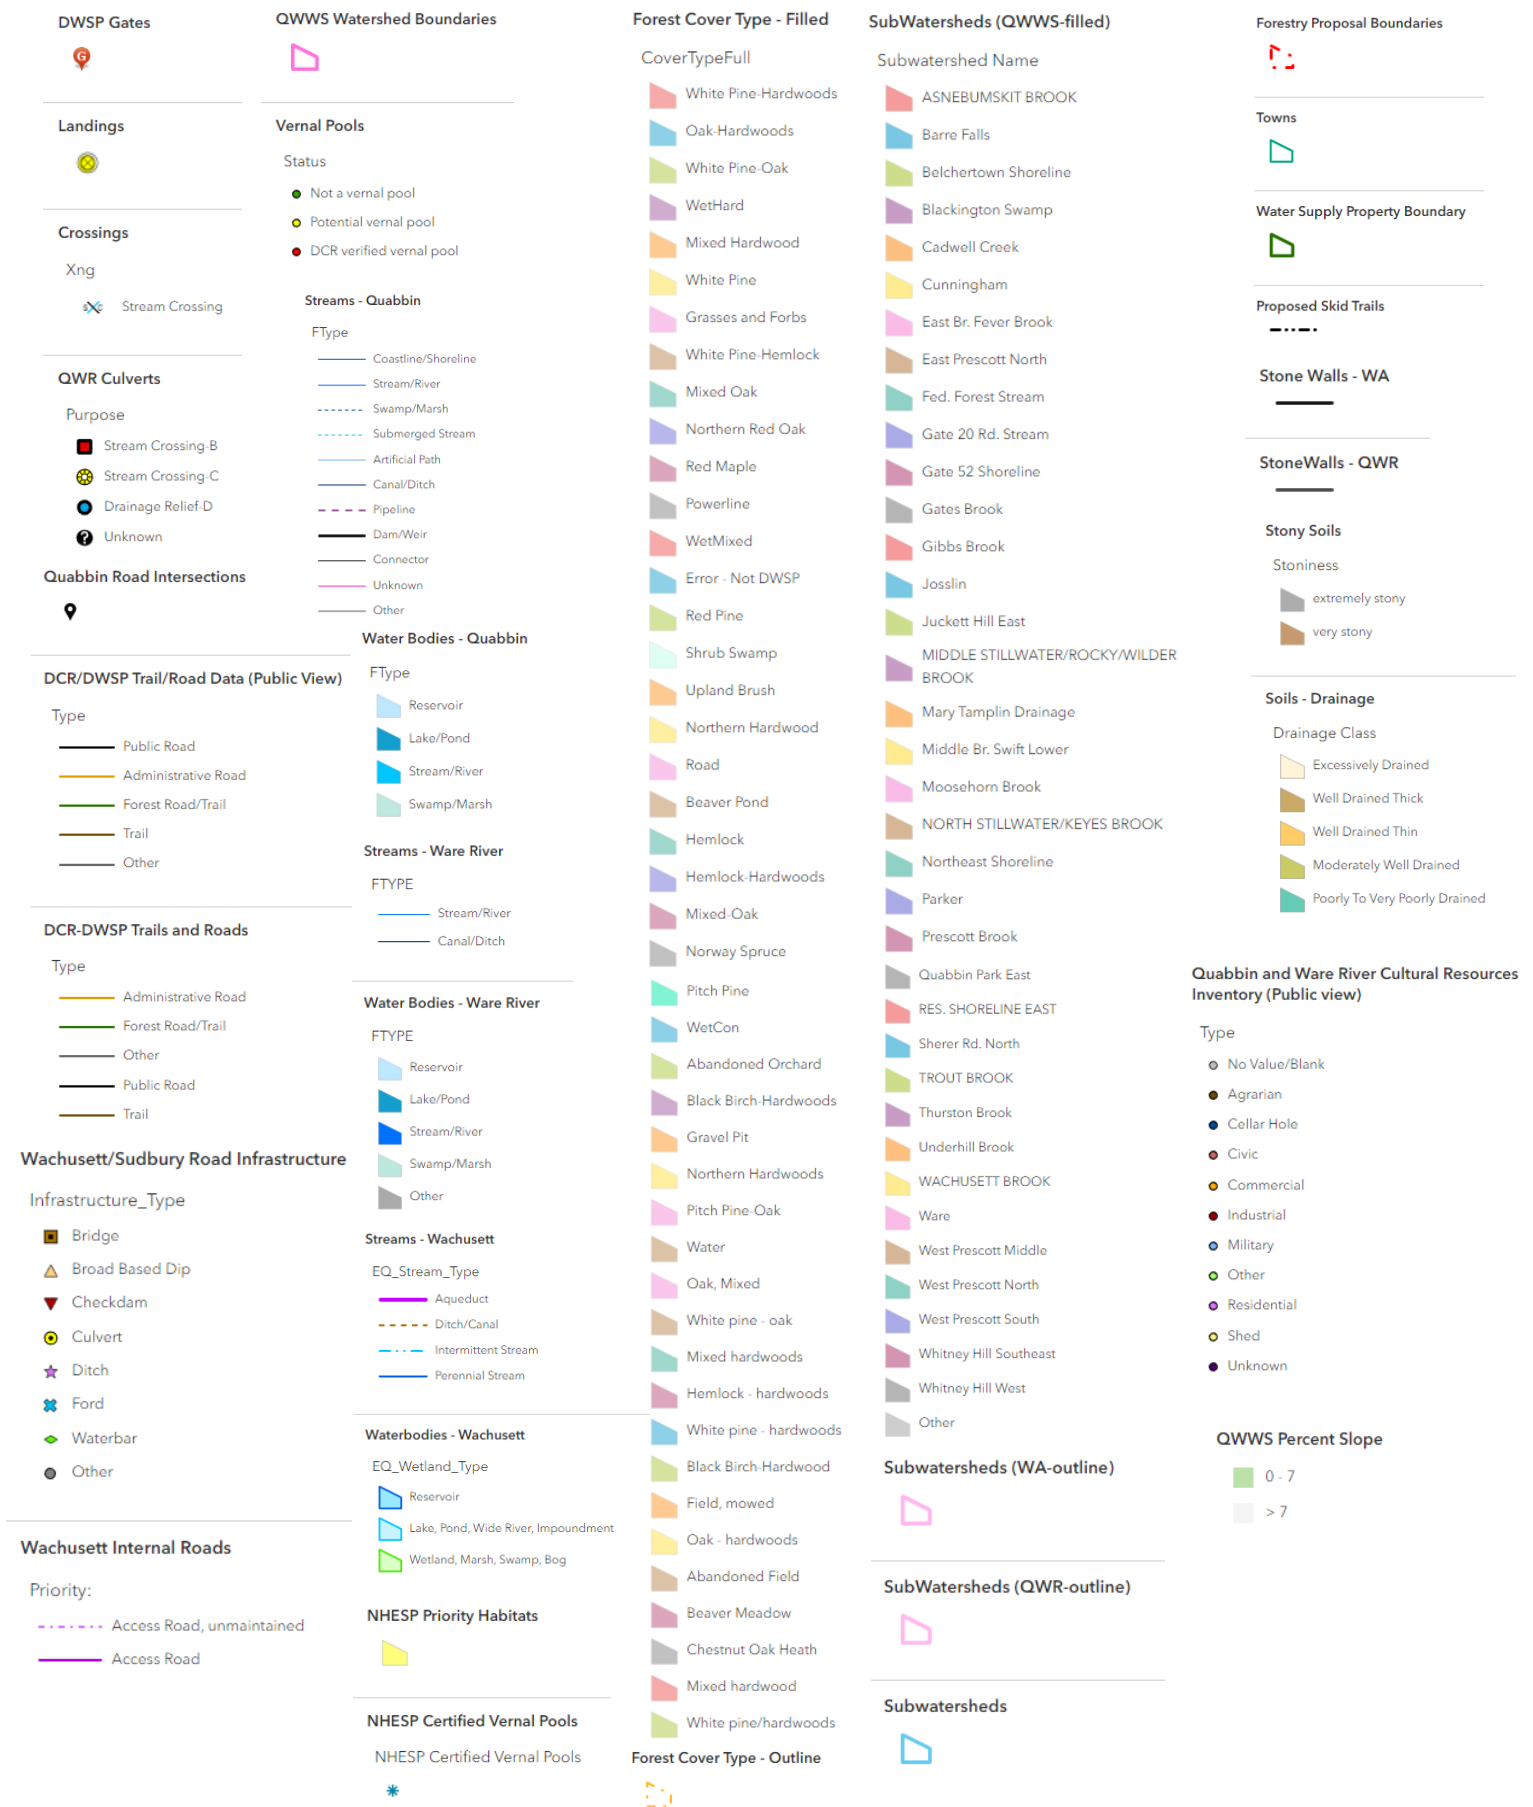 DWSP Gates
G
Landings
Crossings
Xng
Stream Crossing
QWR Culverts
Purpose
Stream Crossing-B
Stream Crossing-C
Drainage Relief-D
?
Unknown
Quabbin Road Intersections
DCR/DWSP Trail/Road Data (Public View)
Type
Public Road
Administrative Road
Forest Road/Trail
Trail
Other
DCR-DWSP Trails and Roads
Type
Administrative Road
Forest Road/Trail
Other
Public Road
Trail
Wachusett/Sudbury Road Infrastructure
Infrastructure_Type
Bridge
Broad Based Dip
Checkdam
Culvert
Ditch
Ford
Waterbar
Other
Wachusett Internal Roads
Priority:
Access Road, unmaintained
Access Road
QWWS Watershed Boundaries
Vernal Pools
Status
Not a vernal pool
Potential vernal pool
DCR verified vernal pool
Streams - Quabbin
FType
Coastline/Shoreline
Stream/River
Swamp/Marsh
Submerged Stream
Artificial Path
Canal/Ditch
Pipeline
Dam/Weir
Connector
Unknown
Other
Water Bodies - Quabbin
FType
Reservoir
Lake/Pond
Stream/River
Swamp/Marsh
Streams - Ware River
FTYPE
Stream/River
Canal/Ditch
Water Bodies - Ware River
FTYPE
Reservoir
Lake/Pond
Stream/River
Swamp/Marsh
Other
Streams - Wachusett
EQ_Stream_Type
Aqueduct
Ditch/Canal
Intermittent Stream
Perennial Stream
Waterbodies - Wachusett
EQ_Wetland_Type
Reservoir
Lake, Pond, Wide River, Impoundment
Wetland, Marsh, Swamp, Bog
NHESP Priority Habitats
NHESP Certified Vernal Pools
NHESP Certified Vernal Pools
Forest Cover Type - Filled
CoverTypeFull
White Pine-Hardwoods
Oak-Hardwoods
White Pine-Oak
WetHard
Mixed Hardwood
White Pine
Grasses and Forbs
White Pine-Hemlock
Mixed Oak
Northern Red Oak
Red Maple
Powerline
WetMixed
Error - Not DWSP
Red Pine
Shrub Swamp
Upland Brush
Northern Hardwood
Road
Beaver Pond
Hemlock
Hemlock-Hardwoods
Mixed-Oak
Norway Spruce
Pitch Pine
WetCon
Abandoned Orchard
Black Birch-Hardwoods
Gravel Pit
Northern Hardwoods
Pitch Pine-Oak
Water
Oak, Mixed
White pine - oak
Mixed hardwoods
Hemlock - hardwoods
White pine - hardwoods
Black Birch-Hardwood
Field, mowed
Oak - hardwoods
Abandoned Field
Beaver Meadow
Chestnut Oak Heath
Mixed hardwood
White pine/hardwoods
Forest Cover Type - Outline
SubWatersheds (QWWS-filled)
Subwatershed Name
ASNEBUMSKIT BROOK
Barre Falls
Belchertown Shoreline
Blackington Swamp
Cadwell Creek
Cunningham
East Br. Fever Brook
East Prescott North
Fed. Forest Stream
Gate 20 Rd. Stream
Gate 52 Shoreline
Gates Brook
Gibbs Brook
Josslin
Juckett Hill East
MIDDLE STILLWATER/ROCKY/WILDER
BROOK
Mary Tamplin Drainage
Middle Br. Swift Lower
Moosehorn Brook
NORTH STILLWATER/KEYES BROOK
Northeast Shoreline
Parker
Prescott Brook
Quabbin Park East
RES. SHORELINE EAST
Sherer Rd. North
TROUT BROOK
Thurston Brook
Underhill Brook
WACHUSETT BROOK
Ware
West Prescott Middle
West Prescott North
West Prescott South
Whitney Hill Southeast
Whitney Hill West
Other
Subwatersheds (WA-outline)
SubWatersheds (QWR-outline)
Subwatersheds
Forestry Proposal Boundaries
Towns
Water Supply Property Boundary
Proposed Skid Trails
Stone Walls - WA
StoneWalls - QWR
Stony Soils
Stoniness
extremely stony
very stony
Soils - Drainage
Drainage Class
Excessively Drained
Well Drained Thick
Well Drained Thin
Moderately Well Drained
Poorly To Very Poorly Drained
Quabbin and Ware River Cultural Resources
Inventory (Public view)
Type
No Value/Blank
Agrarian
Cellar Hole
Civic
Commercial
Industrial
Military
Other
Residential
Shed
Unknown
QWWS Percent Slope
0 - 7
> 7